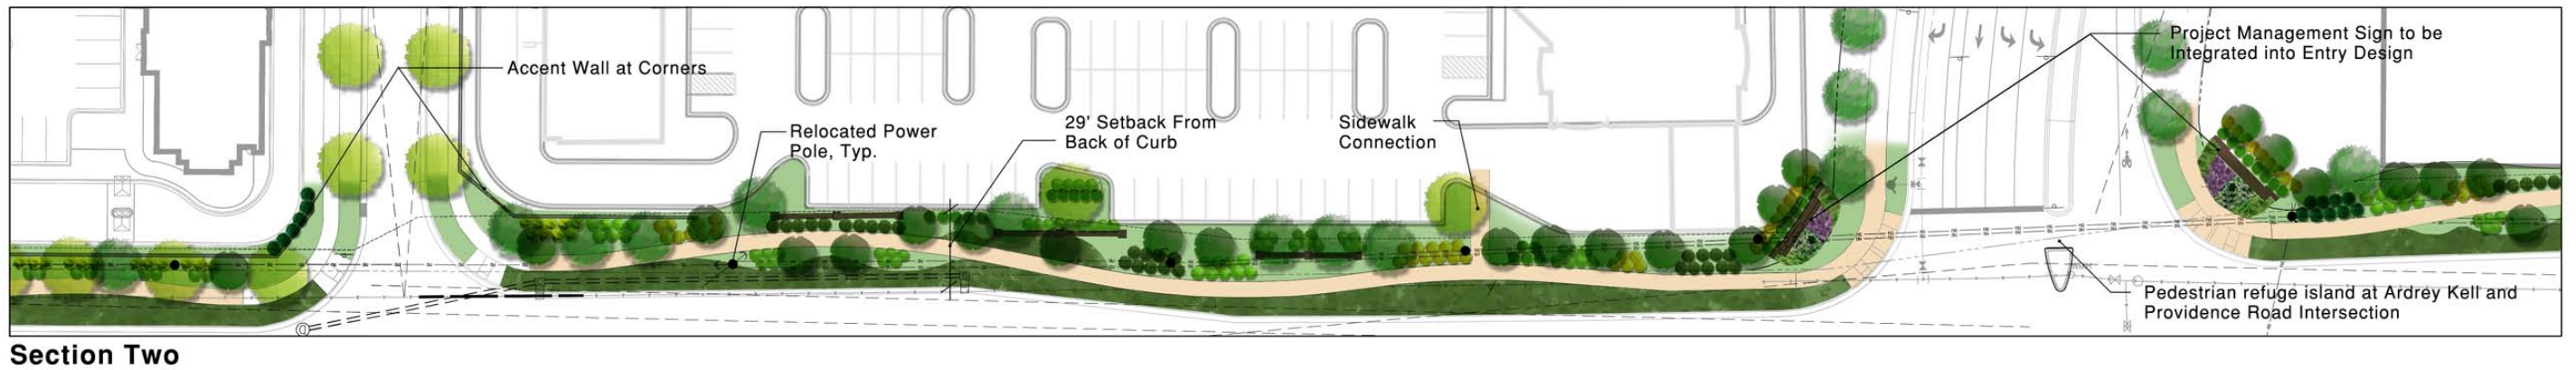 Accent Wall at Corners
Relocated Power
Pole, Typ.
29' Setback From
Back of Curb
Sidewalk
Connection
Project Management Sign to be
Integrated into Entry Design
Pedestrian refuge island at Ardrey Kell and
Providence Road Intersection
Section Two